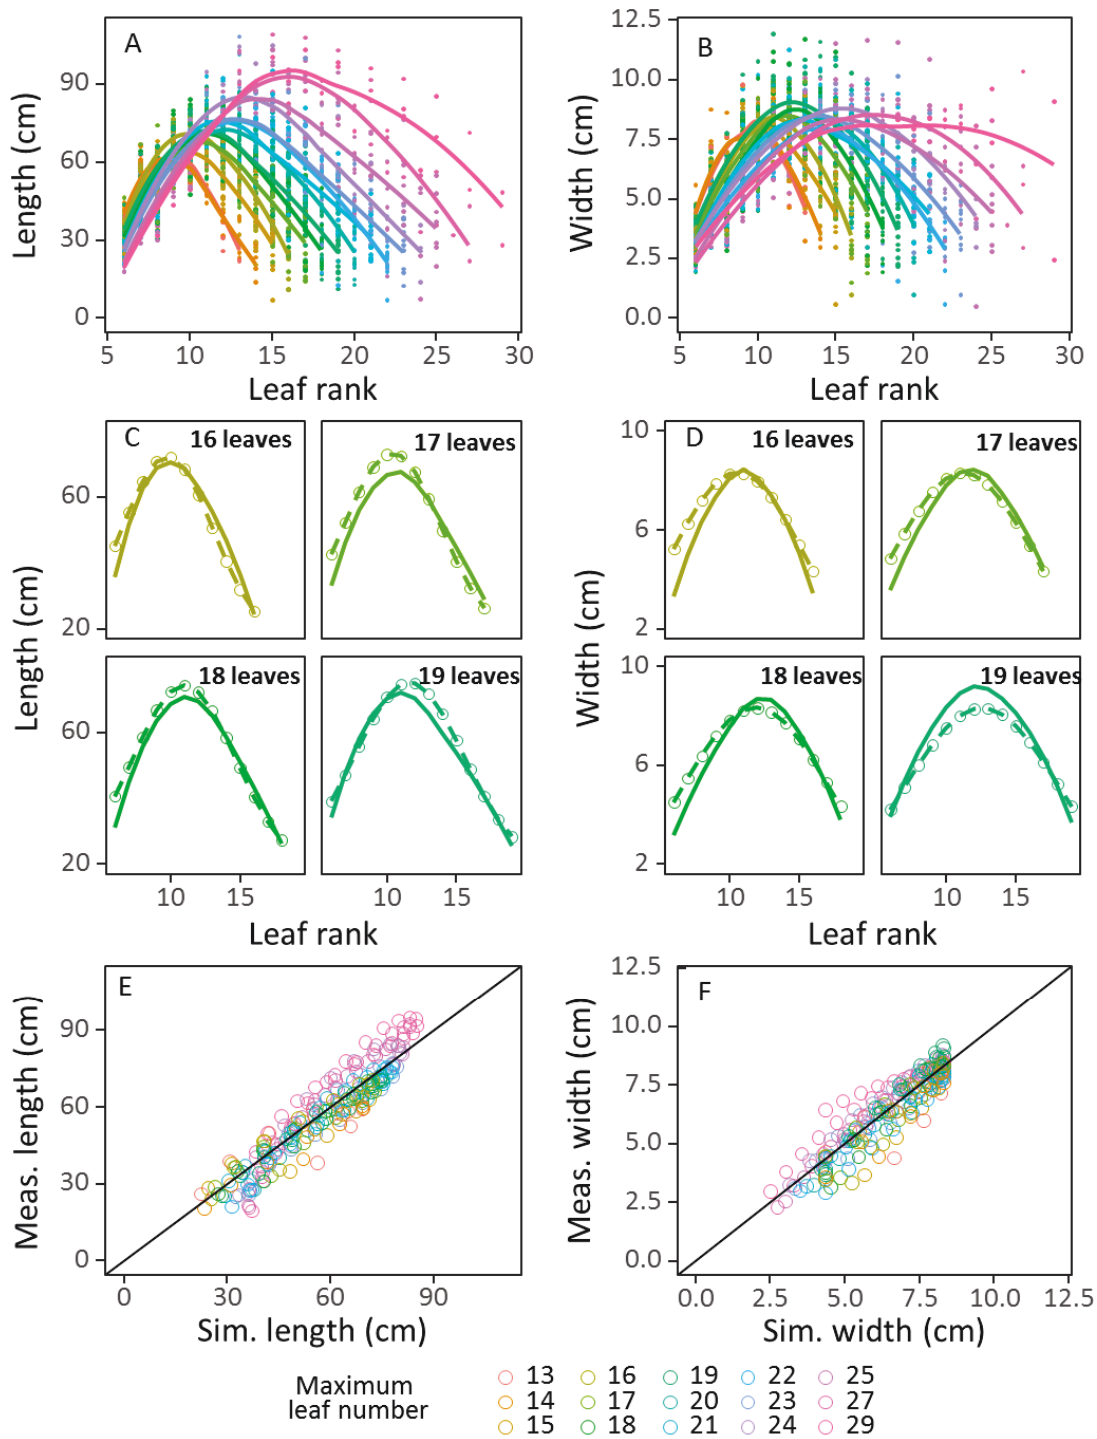 A
B
Length (cm)
90
60
30
0
5 10 15 20 25 30
Leaf rank
Width (cm)
12.5
10.0
7.5
5.0
2.5
0.0
5 10 15 20 25 30
Leaf rank
C
16 leaves
17 leaves
18 leaves
19 leaves
Length (cm)
60
20
60
20
10 15 10 15
Leaf rank
D
16 leaves
17 leaves
18 leaves
19 leaves
Width (cm)
10
6
2
10
6
2
10 15 10 15
Leaf rank
E
Meas. length (cm)
90
60
30
0
0 30 60 90
Sim. length (cm)
F
Meas. width (cm)
12.5
10.0
7.5
5.0
2.5
0.0
0.0 2.5 5.0 7.5 10.0 12.5
Sim. width (cm)
Maximum
leaf number
13 16 19 22 25
14 17 20 23 27
15 18 21 24 29